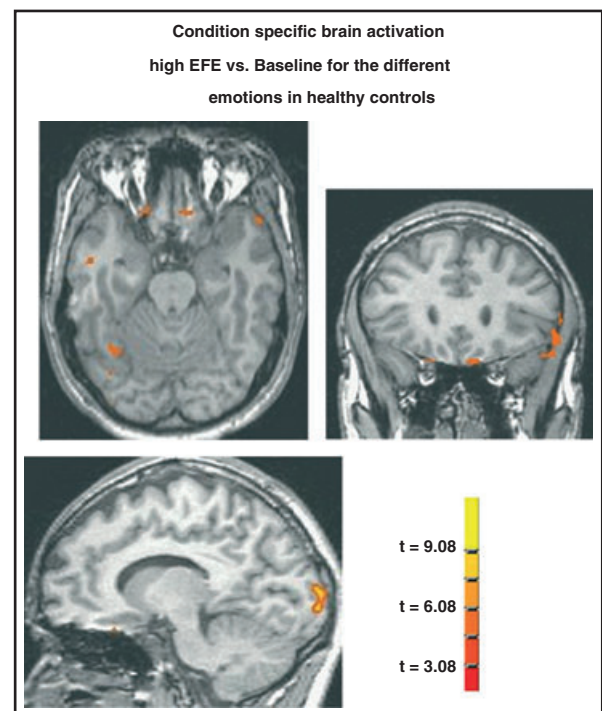 Condition specific brain activation
high EFE vs. Baseline for the different
emotions in healthy controls
t = 9.08
t = 6.08
t = 3.08